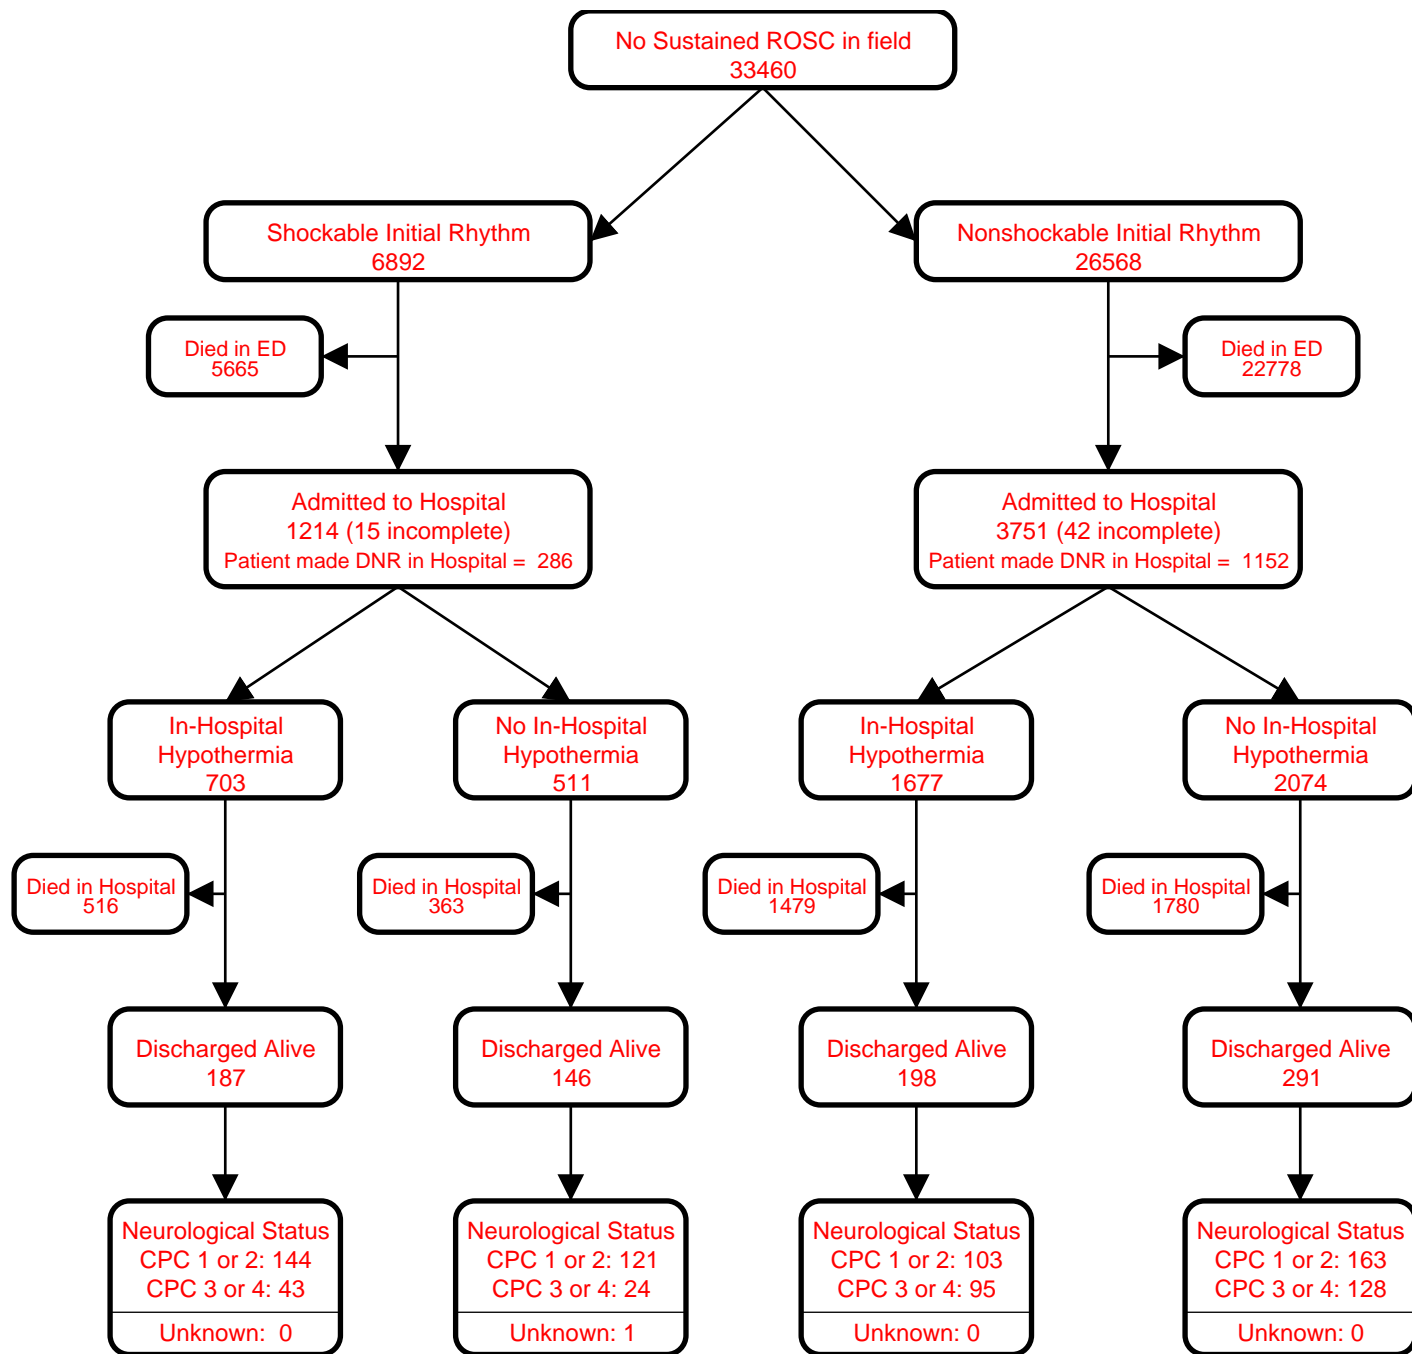 No Sustained ROSC in field
33460
Shockable Initial Rhythm
6892
Nonshockable Initial Rhythm
26568
Died in ED
5665
Died in ED
22778
Admitted to Hospital
1214 (15 incomplete)
Patient made DNR in Hospital = 286
Admitted to Hospital
3751 (42 incomplete)
Patient made DNR in Hospital = 1152
In-Hospital
Hypothermia
703
No In-Hospital
Hypothermia
511
In-Hospital
Hypothermia
1677
No In-Hospital
Hypothermia
2074
Died in Hospital
516
Died in Hospital
363
Died in Hospital
1479
Died in Hospital
1780
Discharged Alive
187
Discharged Alive
146
Discharged Alive
198
Discharged Alive
291
Neurological Status
CPC 1 or 2: 144
CPC 3 or 4: 43
Unknown: 0
Neurological Status
CPC 1 or 2: 121
CPC 3 or 4: 24
Unknown: 1
Neurological Status
CPC 1 or 2: 103
CPC 3 or 4: 95
Unknown: 0
Neurological Status
CPC 1 or 2: 163
CPC 3 or 4: 128
Unknown: 0